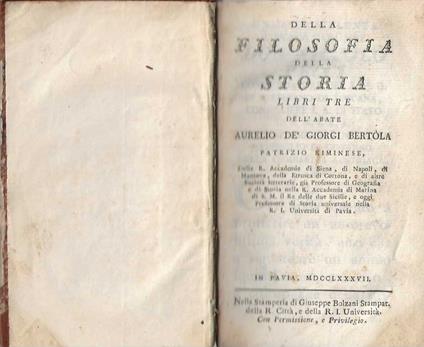 DELLA
FILOSOFIA
DELLA
STORIA
LIBRI TRE
DELL'ABATE
AURELIO DE' GIORGI BERTÒLA
PATRIZIO RIMINESE,
Delle R. Accademie di Siena, di Napoli, di
Mantova, della Etrusca di Cortona, e di altre
Società letterarie, già Professore di Geografia
e di Storia nella R. Accademia di Marina
di S. M. il Re delle due Sicilie, e oggi
Professore di Storia universale nella
R. I. Università di Pavia.
IN PAVIA. MDCCLXXXVII.
Nella Stamperia di Giuseppe Bolzani Stampat.
della R. Città, e della R. I. Università.
Con Permissione, e Privilegio.